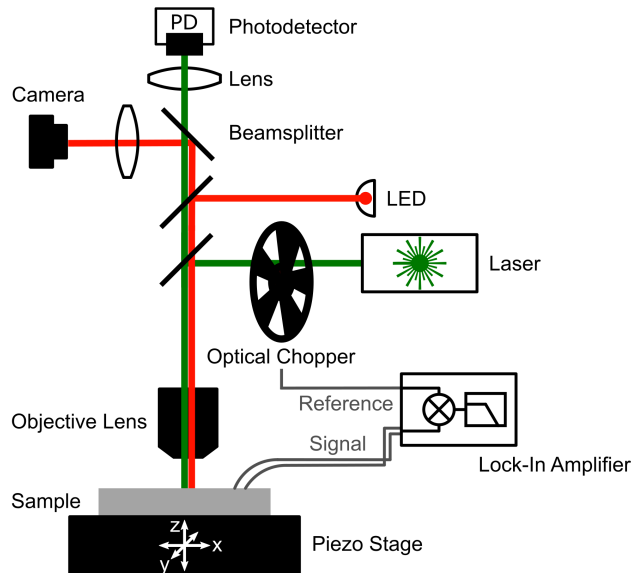 PD
Photodetector
Lens
Camera
Beamsplitter
LED
Laser
Optical Chopper
Reference
Objective Lens
Signal
Lock-In Amplifier
Sample
z
x
y
Piezo Stage